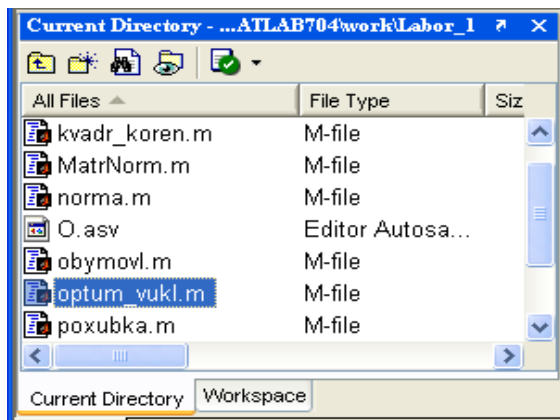 Current Directory - ...ATLAB704\work\Labor_1
All Files File Type Siz
kvadr_koren.m M-file
MatrNorm.m M-file
norma.m M-file
O.asv Editor Autosa...
obymovl.m M-file
optum_vukl.m M-file
poxubka.m M-file
Current Directory Workspace